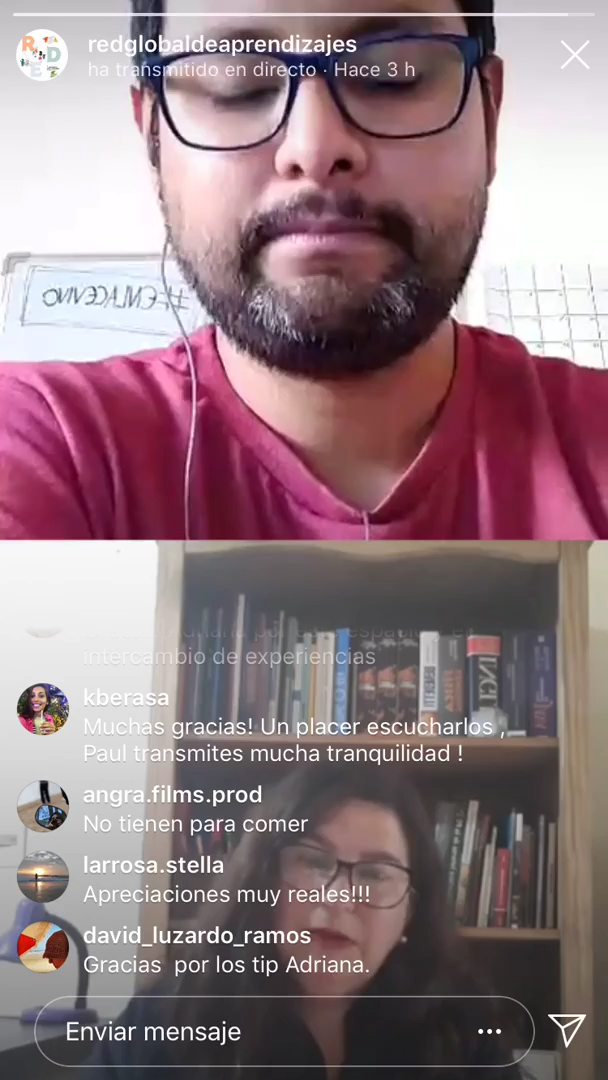 redglobaldeaprendizajes
ha transmitido en directo · Hace 3 h
#ENLACEVIVO
intercambio de experiencias
kberasa
Muchas gracias! Un placer escucharlos ,
Paul transmites mucha tranquilidad !
angra.films.prod
No tienen para comer
larrosa.stella
Apreciaciones muy reales!!!
david_luzardo_ramos
Gracias por los tip Adriana.
Enviar mensaje